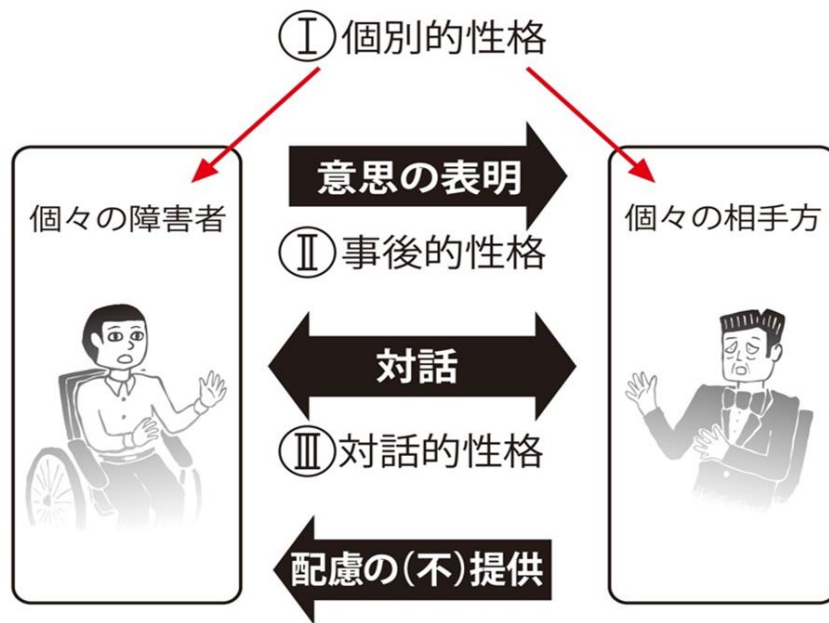 Ⅰ個別的性格
意思の表明
個々の障害者
個々の相手方
Ⅱ事後的性格
対話
Ⅲ対話的性格
配慮の(不)提供